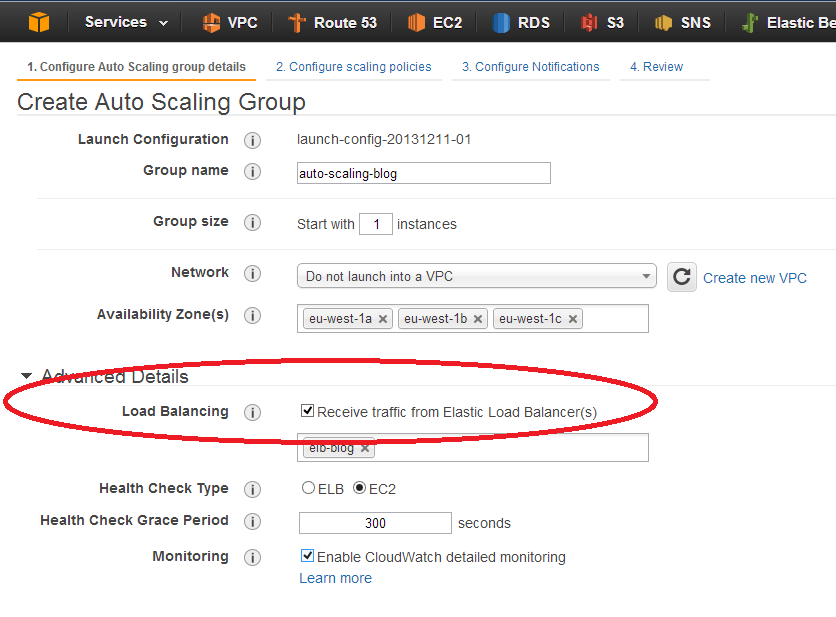 Services VPC Route 53 EC2 RDS S3 SNS Elastic Be
1. Configure Auto Scaling group details 2. Configure scaling policies 3. Configure Notifications 4. Review
Create Auto Scaling Group
Launch Configuration i launch-config-20131211-01
Group name i auto-scaling-blog
Group size i Start with 1 instances
Network i Do not launch into a VPC Create new VPC
Availability Zone(s) i eu-west-1a × eu-west-1b × eu-west-1c ×
Advanced Details
Load Balancing i Receive traffic from Elastic Load Balancer(s)
elb-blog ×
Health Check Type i ELB EC2
Health Check Grace Period i 300 seconds
Monitoring i Enable CloudWatch detailed monitoring
Learn more